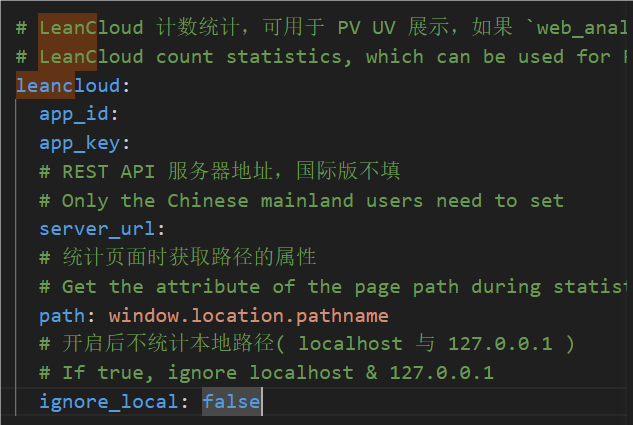 # LeanCloud 计数统计，可用于 PV UV 展示，如果 `web_anal
# LeanCloud count statistics, which can be used for
leancloud:
app_id:
app_key:
# REST API 服务器地址，国际版不填
# Only the Chinese mainland users need to set
server_url:
# 统计页面时获取路径的属性
# Get the attribute of the page path during statist
path: window.location.pathname
# 开启后不统计本地路径( localhost 与 127.0.0.1 )
# If true, ignore localhost & 127.0.0.1
ignore_local: false